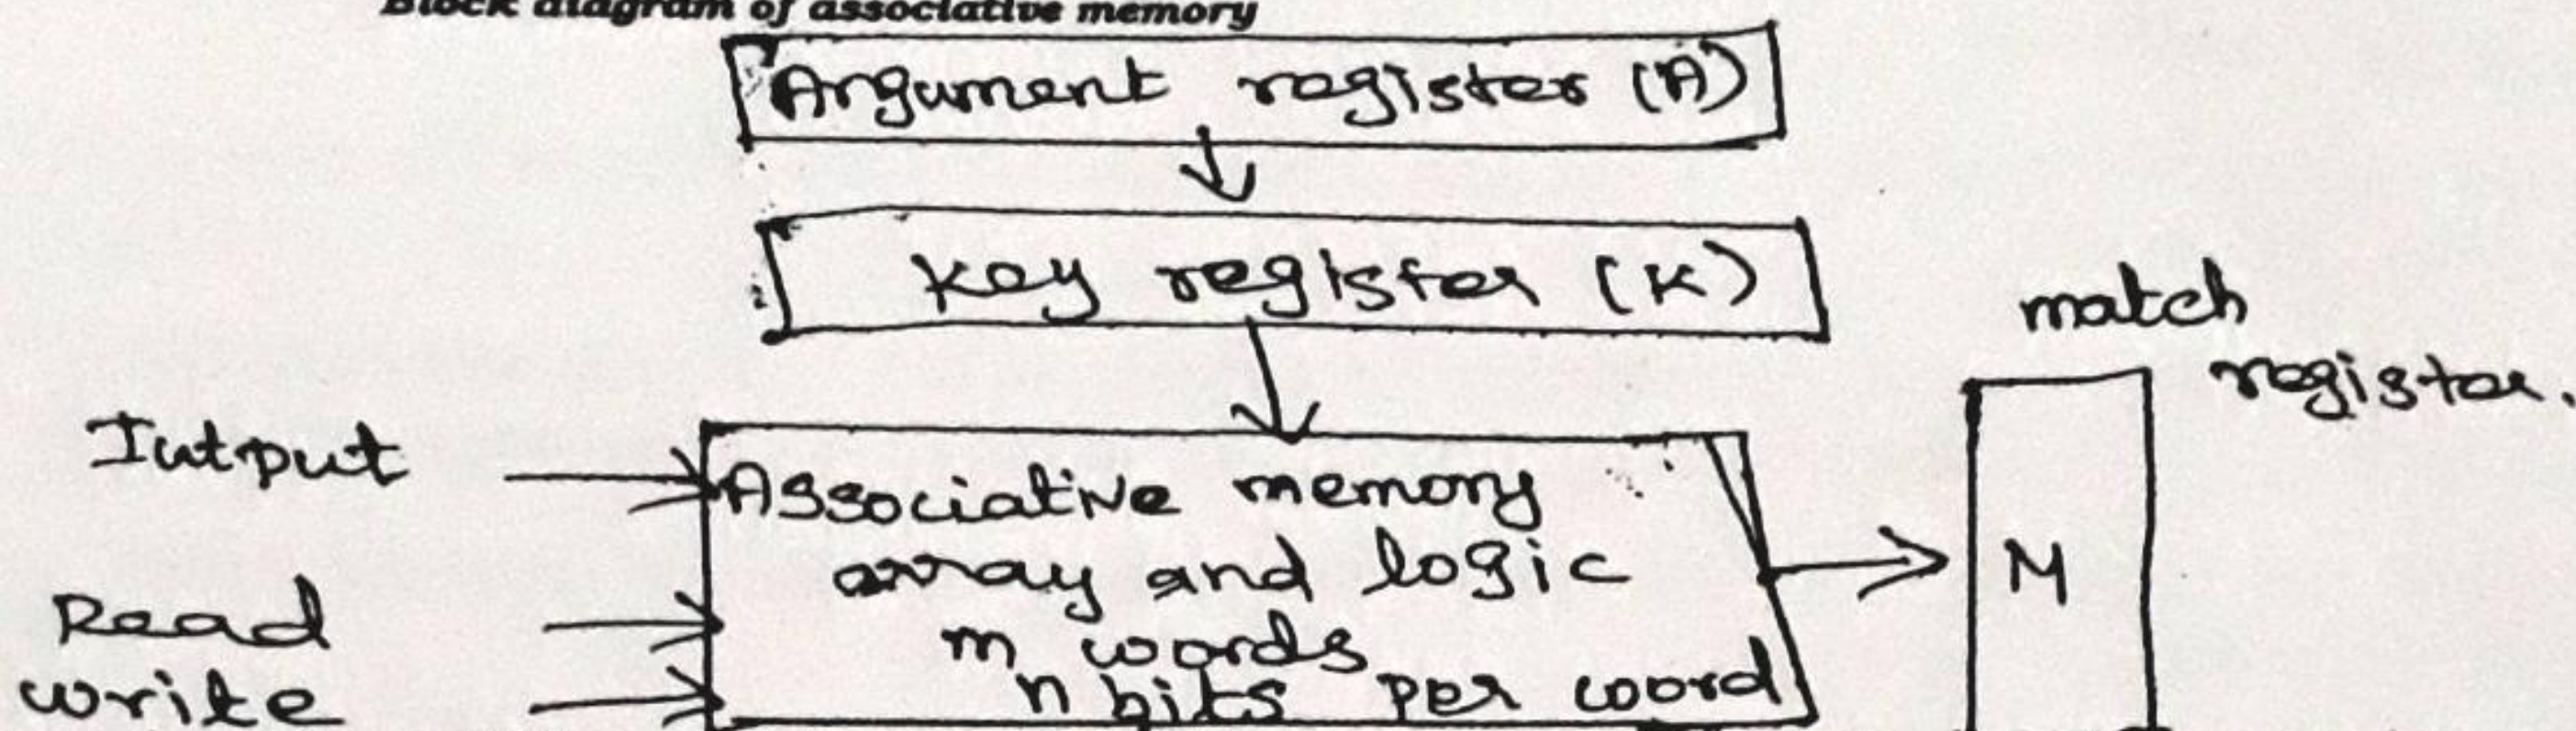 Block diagram of associative memory
Argument register (A)
key register (K)
match
register.
Intput
Associative memory
array and logic
M
Read
m words
write
n bits per word